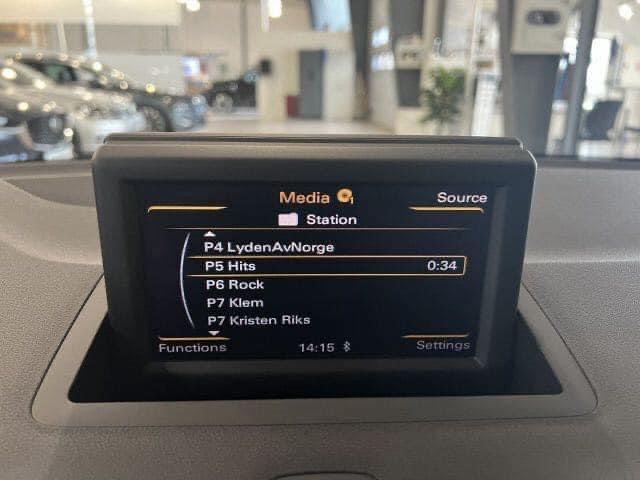 Media 1 Source
Station
P4 LydenAvNorge
P5 Hits 0:34
P6 Rock
P7 Klem
P7 Kristen Riks
Functions 14:15 Settings